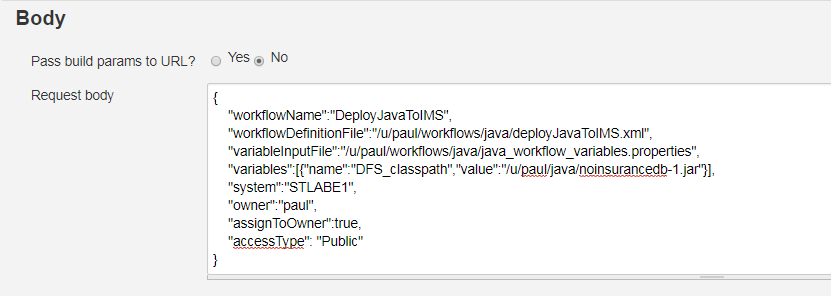 Body
Pass build params to URL? Yes No
Request body
{
"workflowName":"DeployJavaToIMS",
"workflowDefinitionFile":"/u/paul/workflows/java/deployJavaToIMS.xml",
"variableInputFile":"/u/paul/workflows/java/java_workflow_variables.properties",
"variables":[{"name":"DFS_classpath","value":"/u/paul/java/noinsurancedb-1.jar"}],
"system":"STLABE1",
"owner":"paul",
"assignToOwner":true,
"accessType": "Public"
}